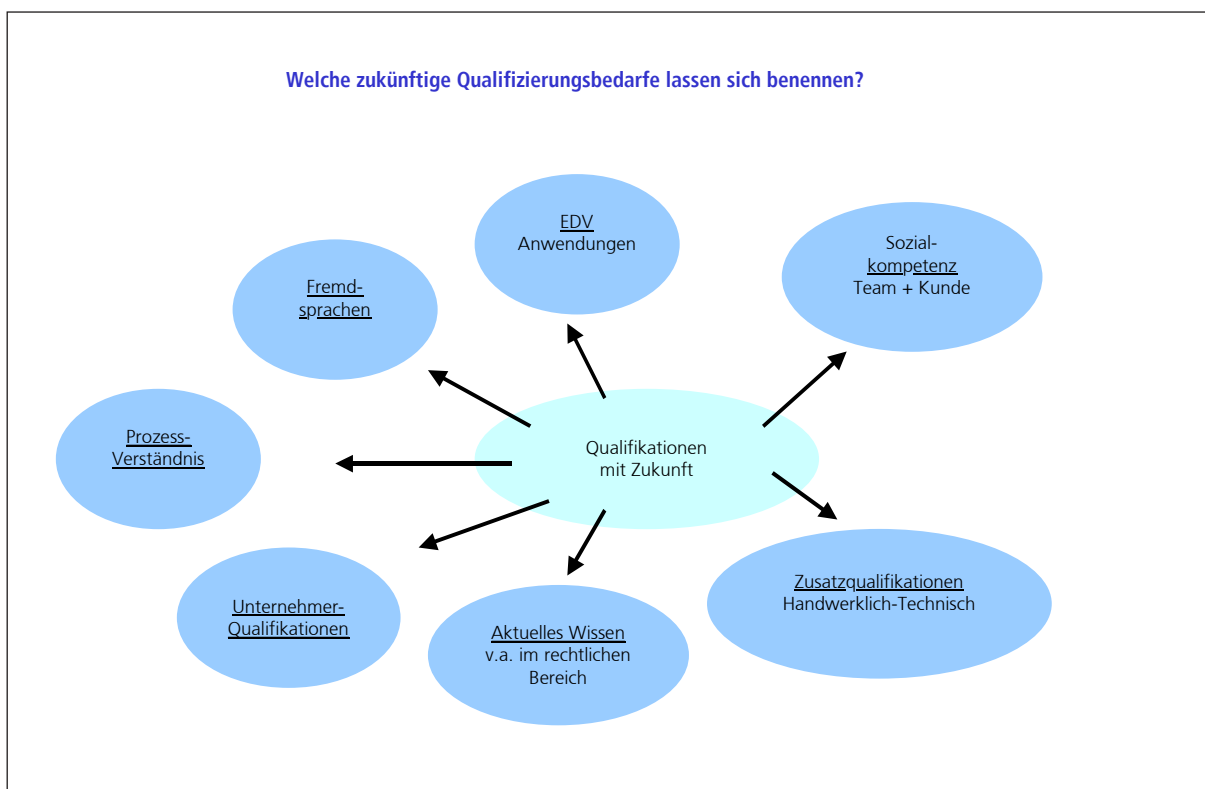 Welche zukünftige Qualifizierungsbedarfe lassen sich benennen?
EDV
Anwendungen
Sozial-
kompetenz
Team + Kunde
Fremd-
sprachen
Prozess-
Verständnis
Qualifikationen
mit Zukunft
Unternehmer-
Qualifikationen
Aktuelles Wissen
v.a. im rechtlichen
Bereich
Zusatzqualifikationen
Handwerklich-Technisch